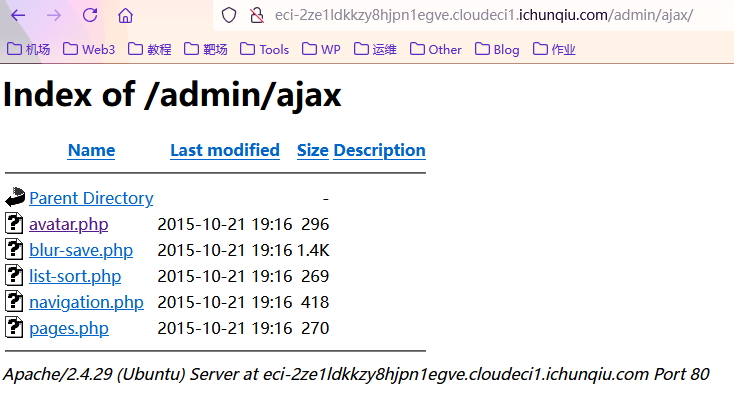 eci-2ze1ldkkzy8hjpn1egve.cloudeci1.ichunqiu.com/admin/ajax/
机场 Web3 教程 靶场 Tools WP 运维 Other Blog 作业
Index of /admin/ajax
Name Last modified Size Description
Parent Directory -
avatar.php 2015-10-21 19:16 296
blur-save.php 2015-10-21 19:16 1.4K
list-sort.php 2015-10-21 19:16 269
navigation.php 2015-10-21 19:16 418
pages.php 2015-10-21 19:16 270
Apache/2.4.29 (Ubuntu) Server at eci-2ze1ldkkzy8hjpn1egve.cloudeci1.ichunqiu.com Port 80